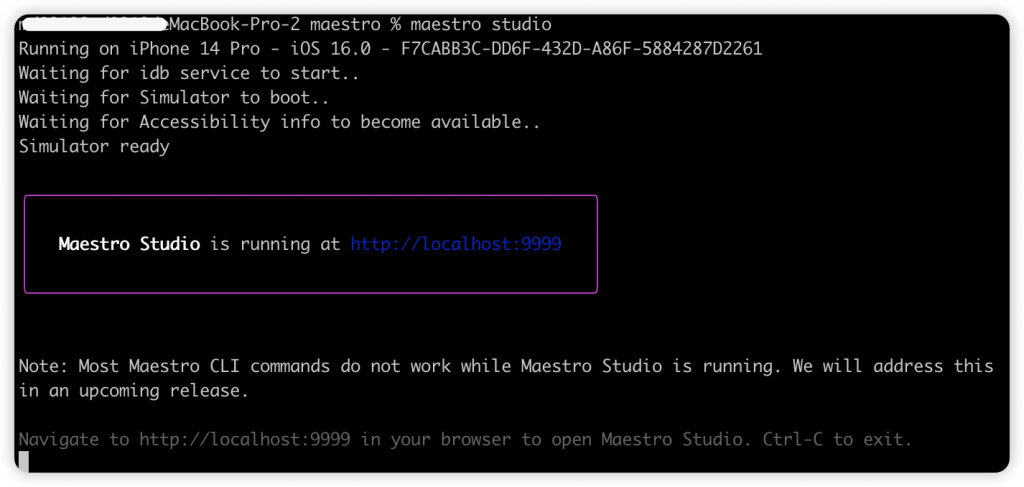 MacBook-Pro-2 maestro % maestro studio
Running on iPhone 14 Pro - iOS 16.0 - F7CABB3C-DD6F-432D-A86F-5884287D2261
Waiting for idb service to start..
Waiting for Simulator to boot..
Waiting for Accessibility info to become available..
Simulator ready
Maestro Studio is running at http://localhost:9999
Note: Most Maestro CLI commands do not work while Maestro Studio is running. We will address this
in an upcoming release.
Navigate to http://localhost:9999 in your browser to open Maestro Studio. Ctrl-C to exit.